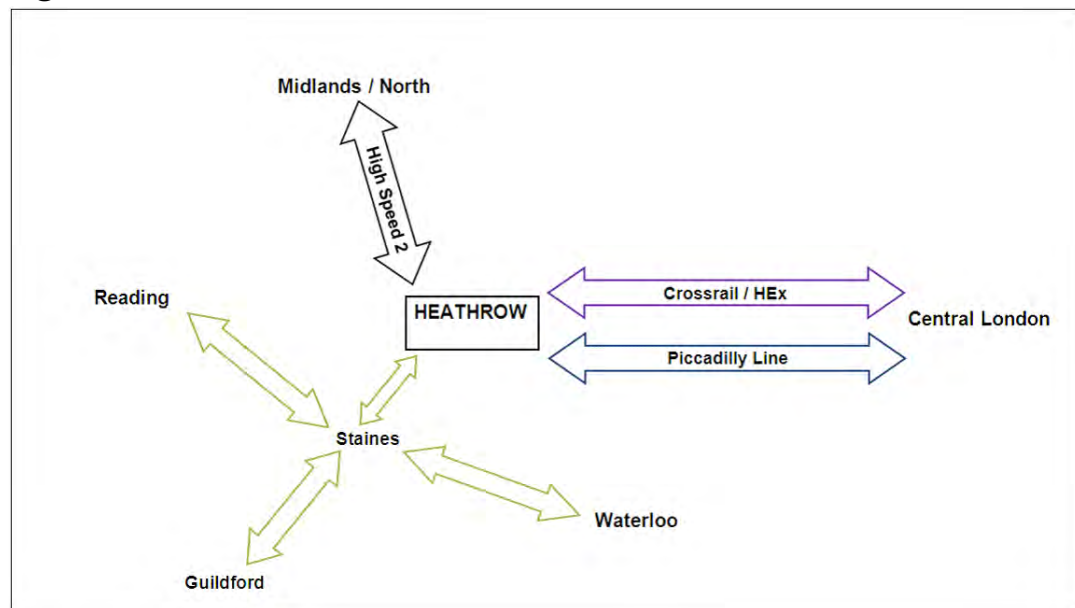 Midlands / North
High Speed 2
Reading
HEATHROW
Crossrail / HEx
Central London
Piccadilly Line
Staines
Waterloo
Guildford